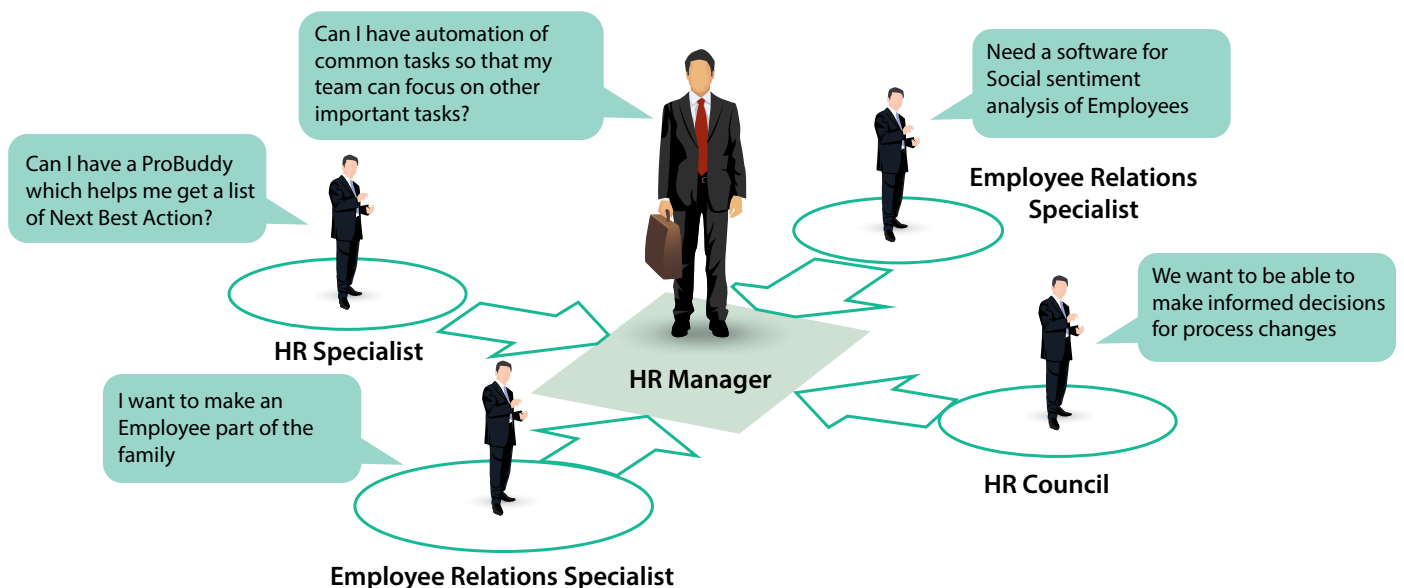 Can I have automation of
common tasks so that my
team can focus on other
important tasks?
Need a software for
Social sentiment
analysis of Employees
Can I have a ProBuddy
which helps me get a list
of Next Best Action?
Employee Relations
Specialist
We want to be able to
make informed decisions
for process changes
HR Specialist
HR Manager
I want to make an
Employee part of the
family
HR Council
Employee Relations Specialist